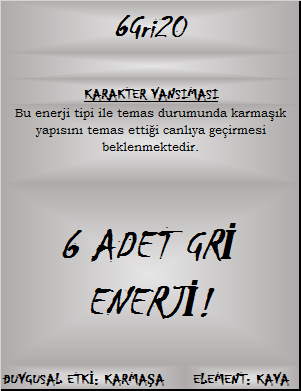 6Gri20
KARAKTER YANSIMASI
Bu enerji tipi ile temas durumunda karmaşık
yapısını temas ettiği canlıya geçirmesi
beklenmektedir.
6 ADET GRİ
ENERJİ!
DUYGUSAL ETKİ: KARMAŞA ELEMENT: KAYA